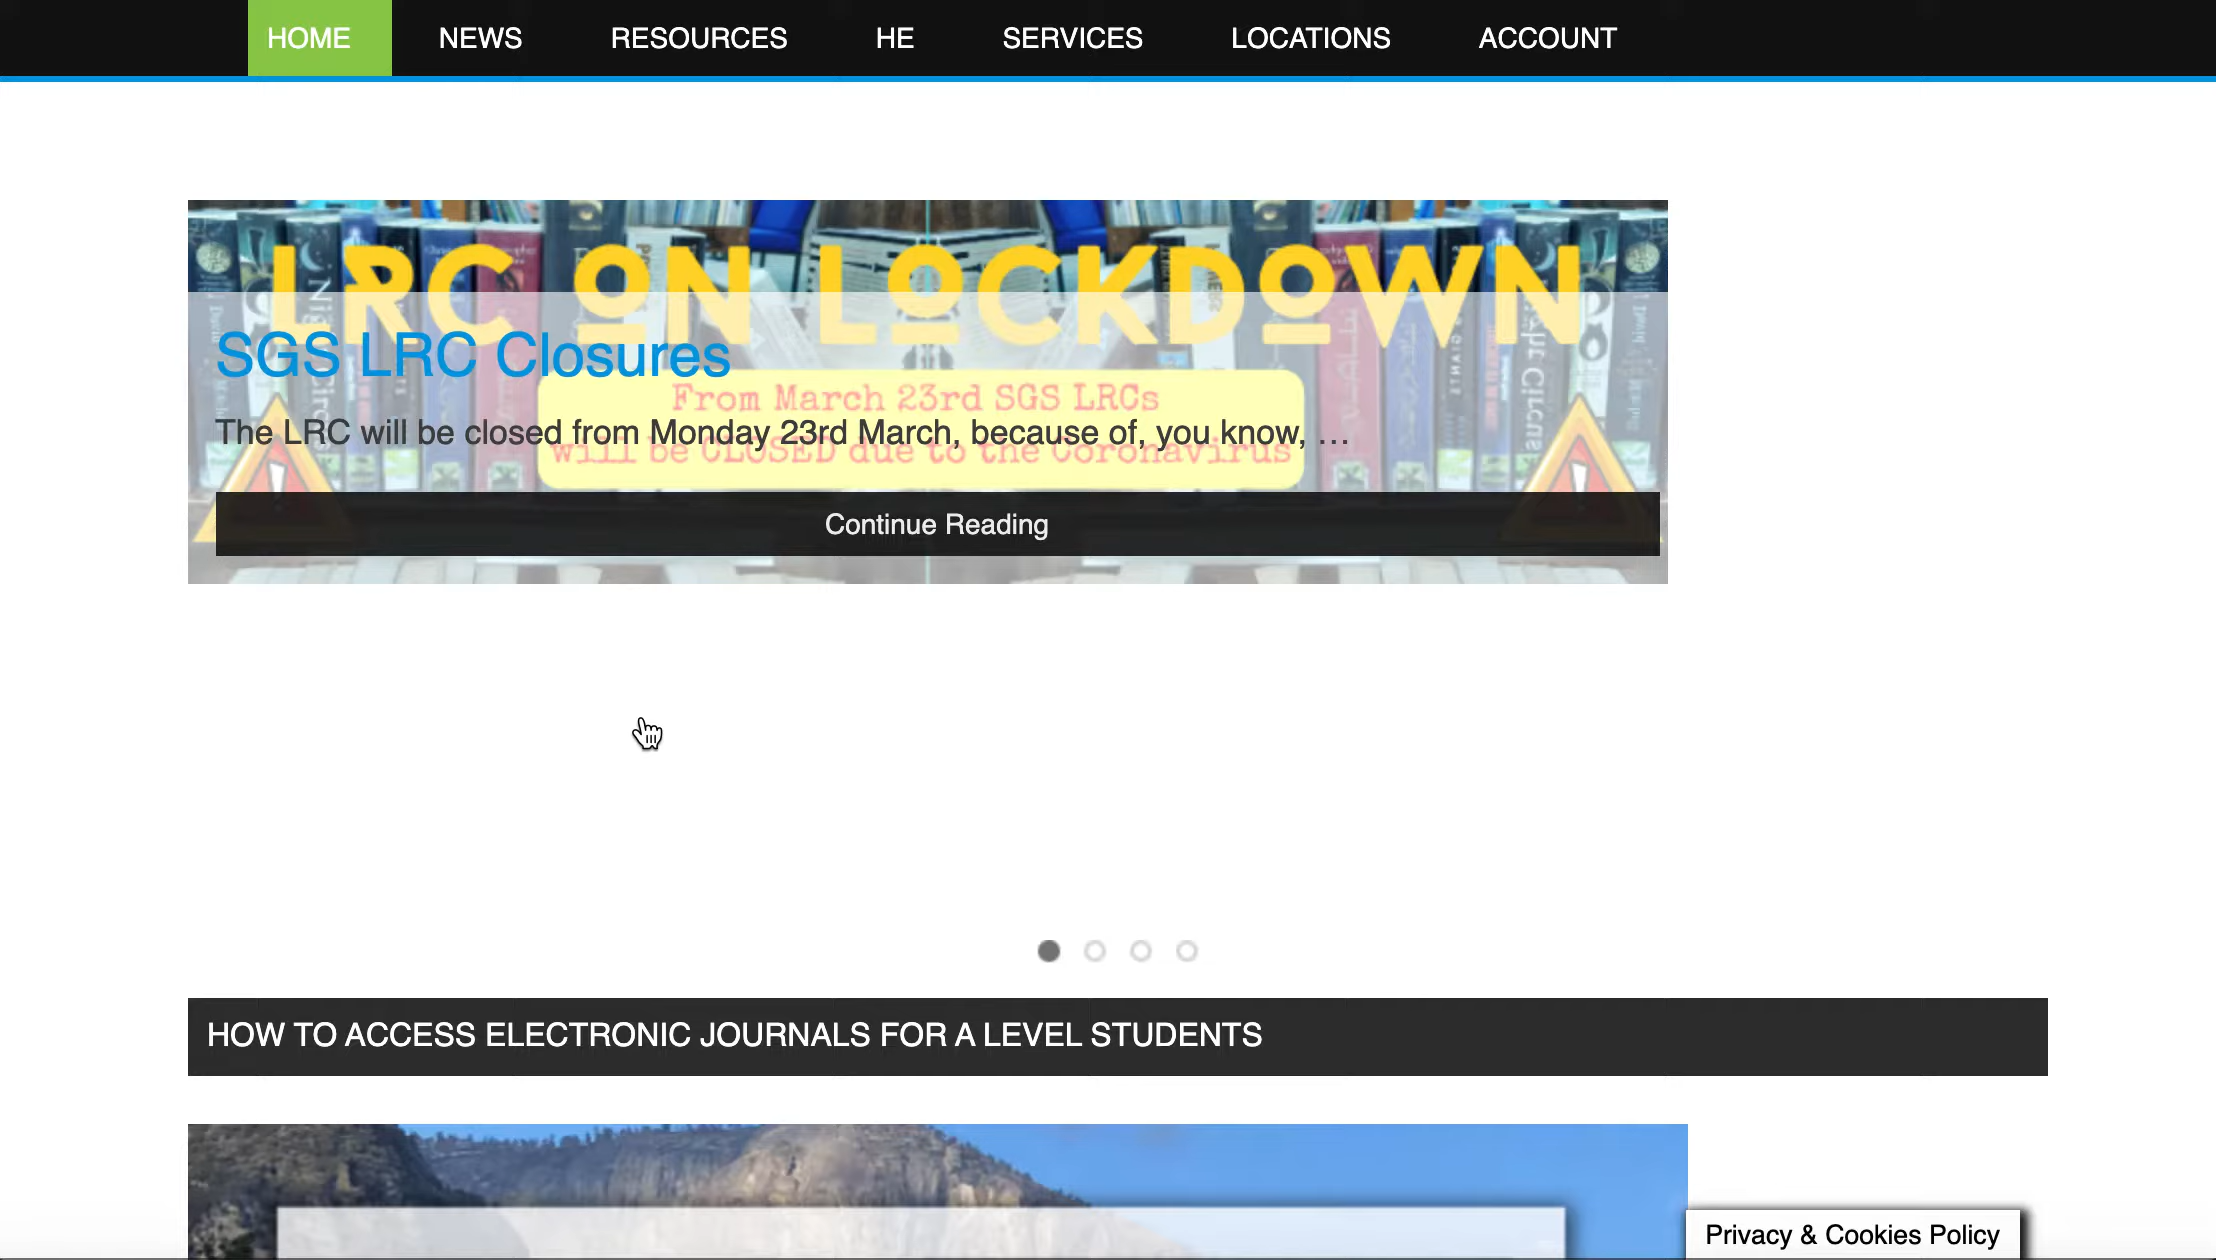 HOME NEWS RESOURCES HE SERVICES LOCATIONS ACCOUNT
LRC ON LOCKDOWN
SGS LRC Closures
From March 23rd SGS LRCs
The LRC will be closed from Monday 23rd March, because of, you know, …
will be CLOSED due to the Coronavirus
Continue Reading
HOW TO ACCESS ELECTRONIC JOURNALS FOR A LEVEL STUDENTS
Privacy & Cookies Policy